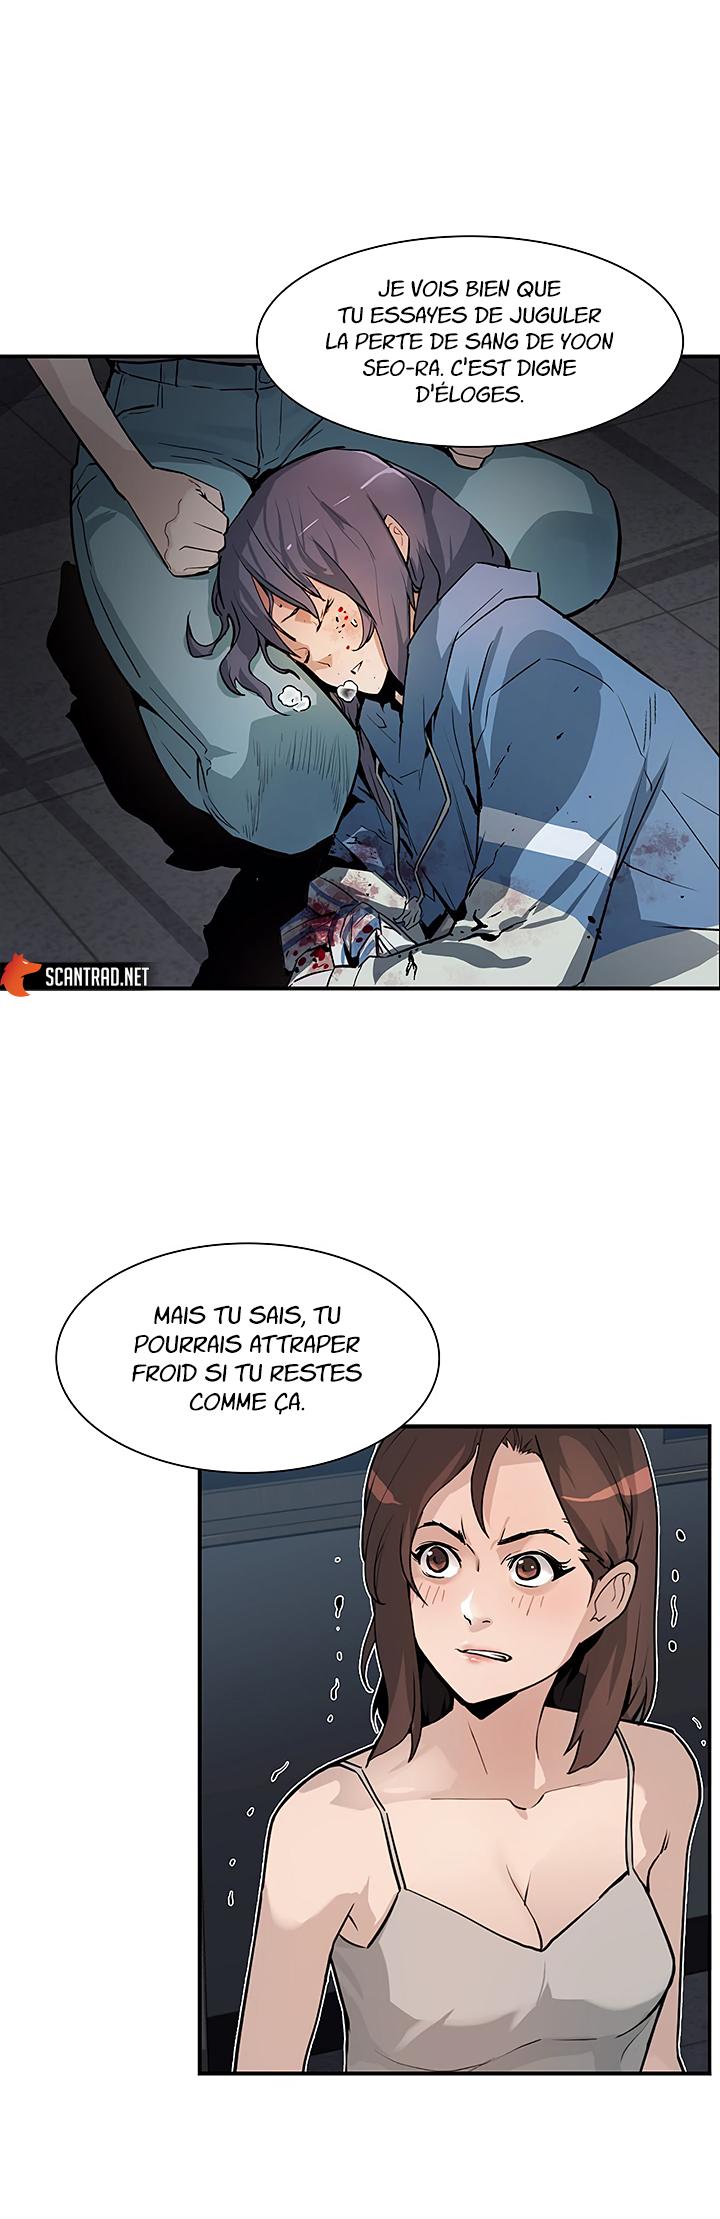 JE VOIS BIEN QUE
TU ESSAYES DE JUGULER
LA PERTE DE SANG DE YOON
SEO-RA. C'EST DIGNE
D'ÉLOGES.
SCANTRAD.NET
MAIS TU SAIS, TU
POURRAIS ATTRAPER
FROID SI TU RESTES
COMME ÇA.